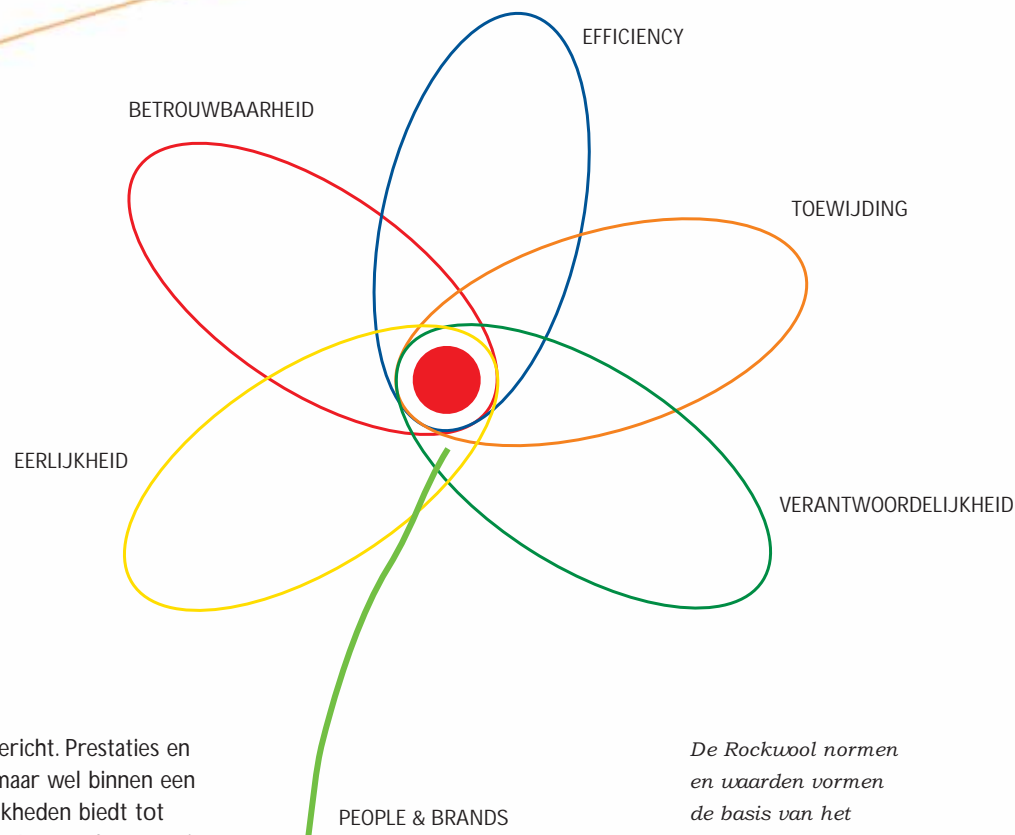 EFFICIENCY
BETROUWBAARHEID
TOEWIJDING
EERLIJKHEID
VERANTWOORDELIJKHEID
ericht. Prestaties en
maar wel binnen een
kheden biedt tot
PEOPLE & BRANDS
De Rockwool normen
en waarden vormen
de basis van het